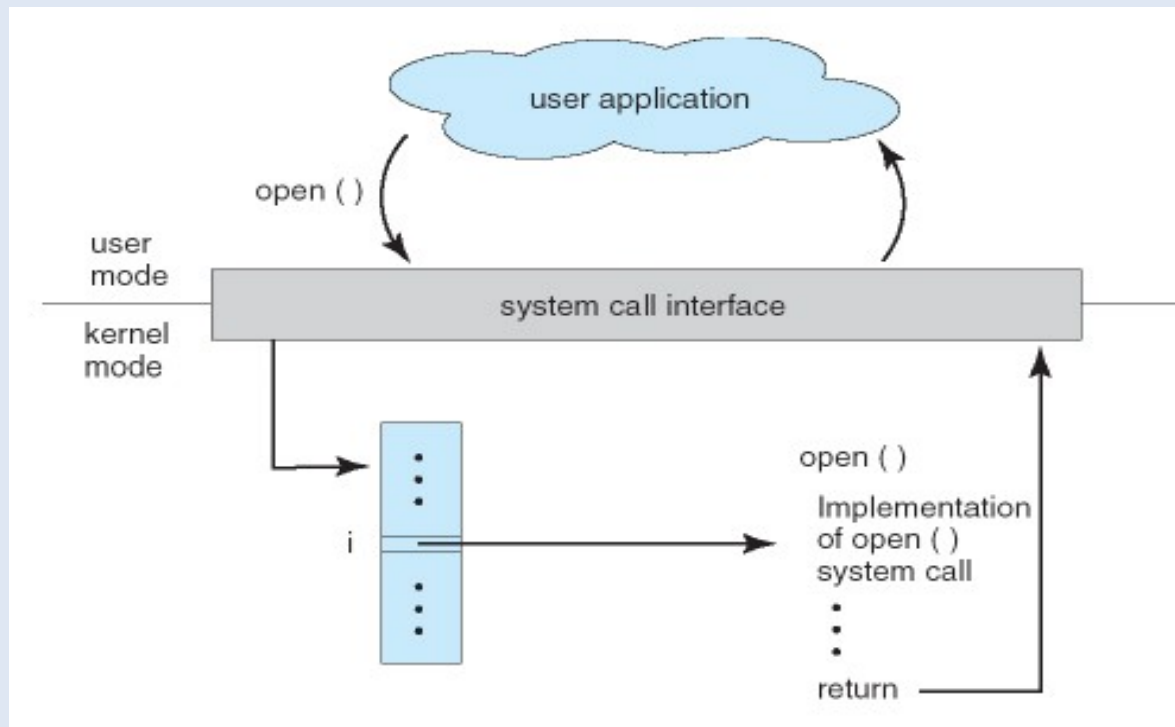 user application
open ( )
user
mode
system call interface
kernel
mode
open ( )
Implementation
of open ( )
system call
i
return